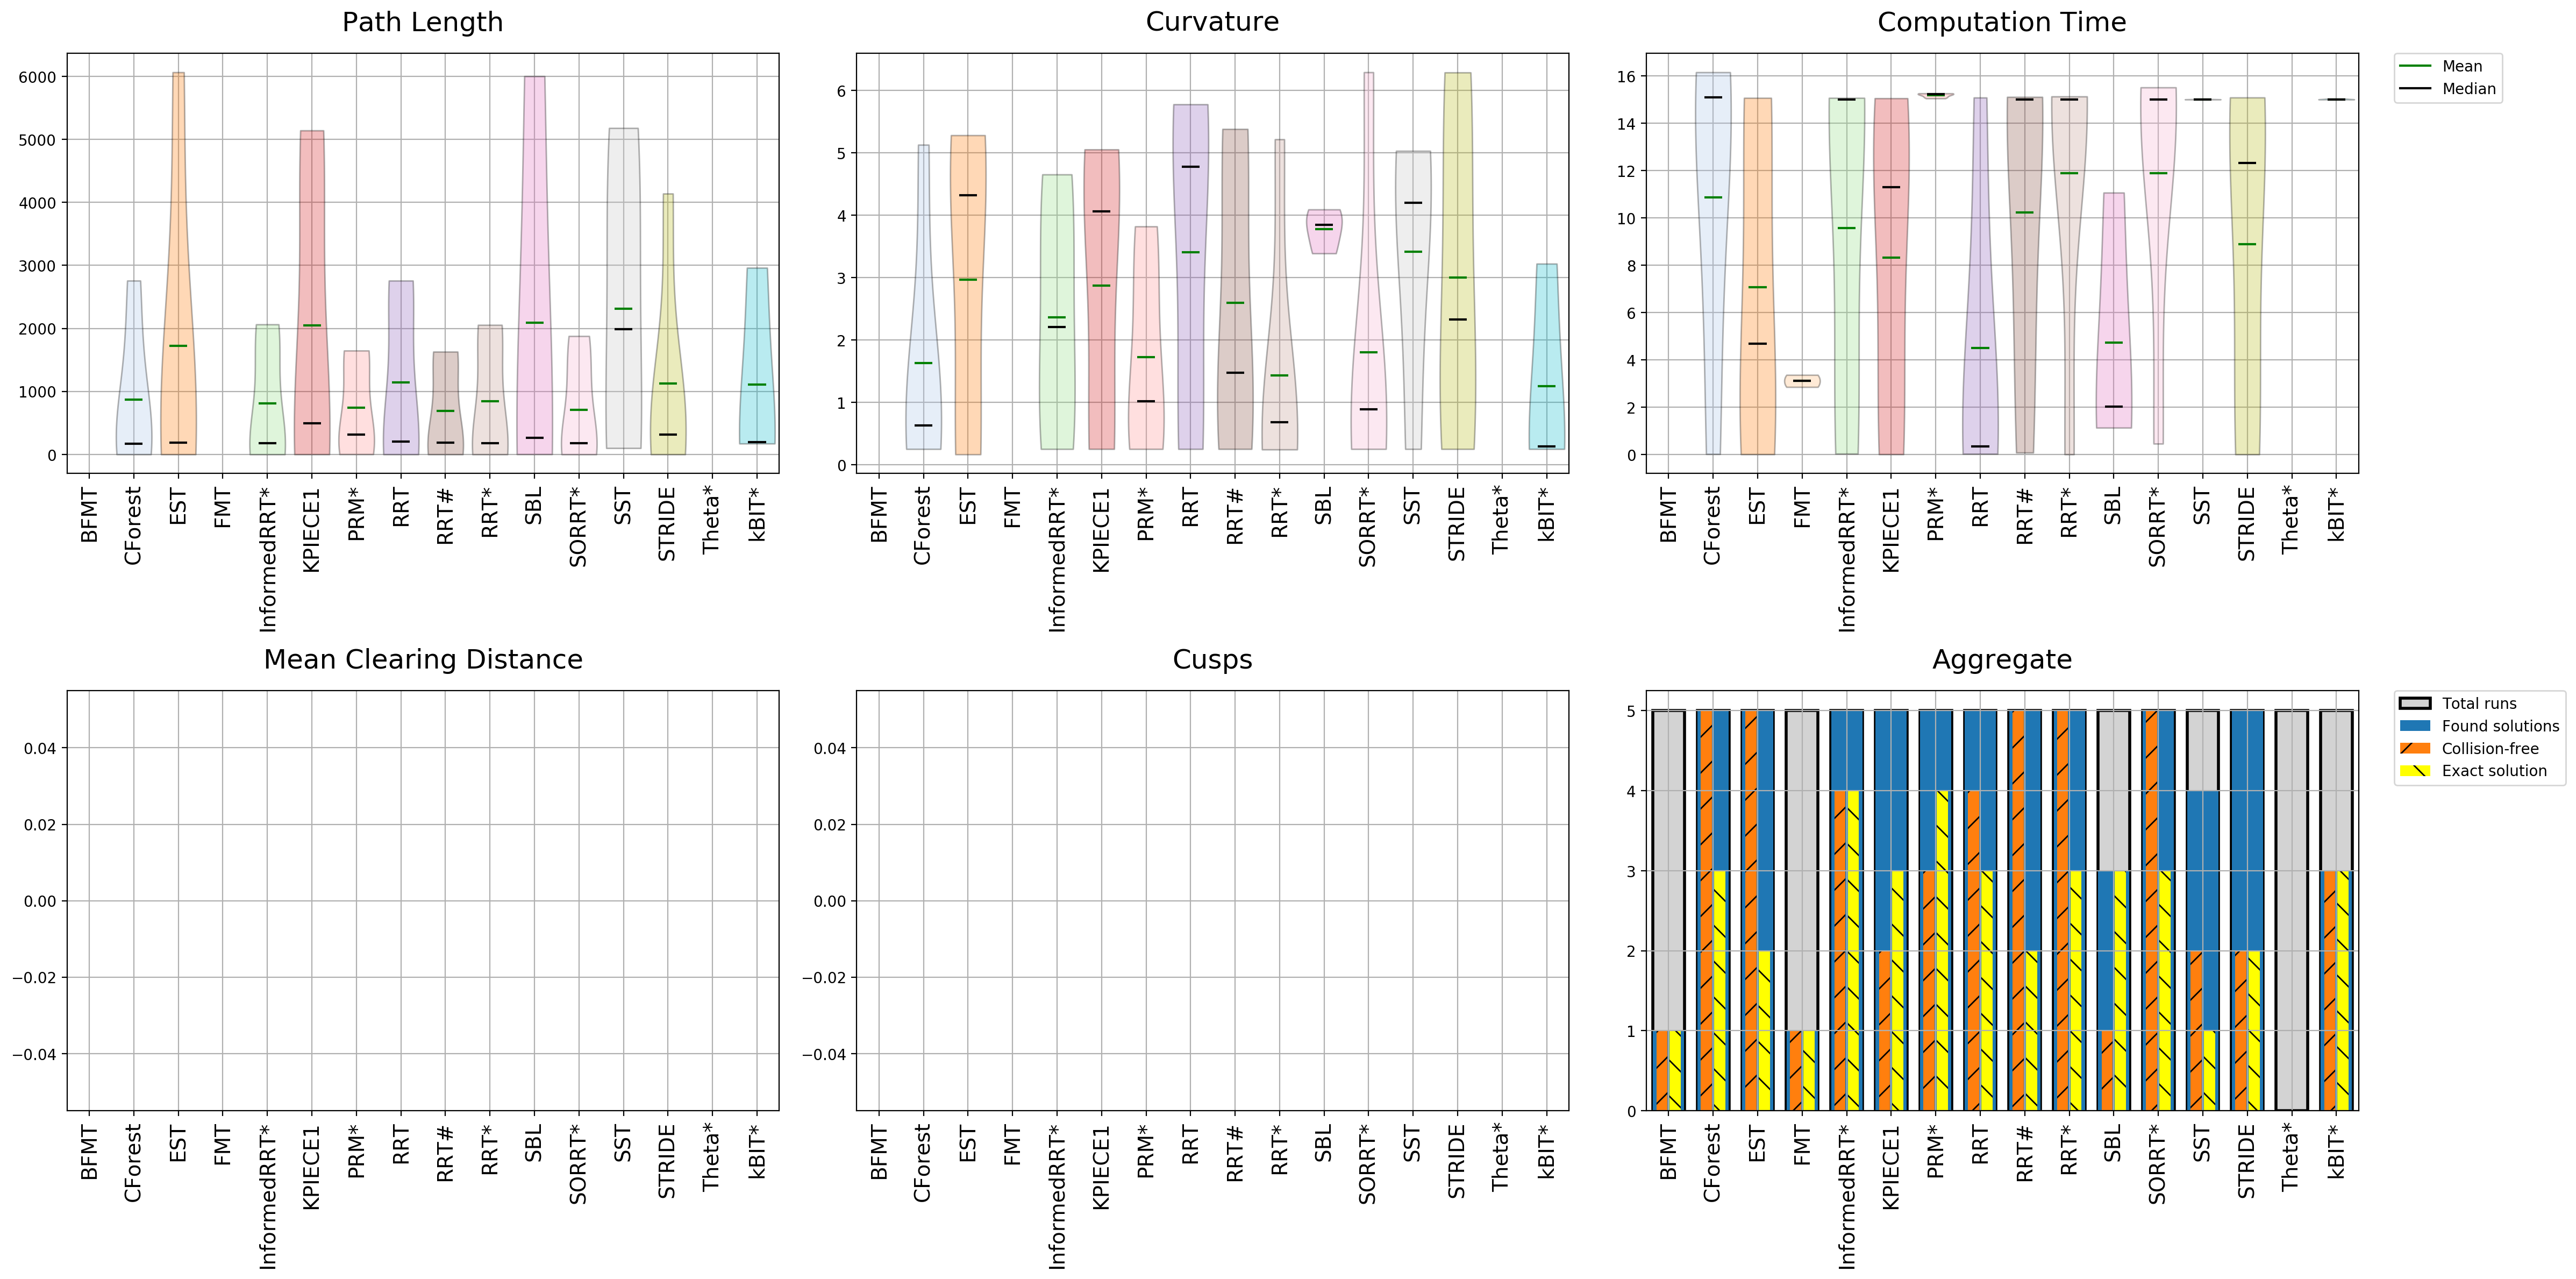 Path Length
6000
5000
4000
3000
2000
1000
0
BFMT
CForest
EST
FMT
InformedRRT*
KPIECE1
PRM*
RRT
RRT#
RRT*
SBL
SORRT*
SST
STRIDE
Theta*
kBIT*
Curvature
6
5
4
3
2
1
0
BFMT
CForest
EST
FMT
InformedRRT*
KPIECE1
PRM*
RRT
RRT#
RRT*
SBL
SORRT*
SST
STRIDE
Theta*
kBIT*
Computation Time
16
14
12
10
8
6
4
2
0
BFMT
CForest
EST
FMT
InformedRRT*
KPIECE1
PRM*
RRT
RRT#
RRT*
SBL
SORRT*
SST
STRIDE
Theta*
kBIT*
Mean
Median
Mean Clearing Distance
0.04
0.02
0.00
−0.02
−0.04
BFMT
CForest
EST
FMT
InformedRRT*
KPIECE1
PRM*
RRT
RRT#
RRT*
SBL
SORRT*
SST
STRIDE
Theta*
kBIT*
Cusps
0.04
0.02
0.00
−0.02
−0.04
BFMT
CForest
EST
FMT
InformedRRT*
KPIECE1
PRM*
RRT
RRT#
RRT*
SBL
SORRT*
SST
STRIDE
Theta*
kBIT*
Aggregate
5
4
3
2
1
0
BFMT
CForest
EST
FMT
InformedRRT*
KPIECE1
PRM*
RRT
RRT#
RRT*
SBL
SORRT*
SST
STRIDE
Theta*
kBIT*
Total runs
Found solutions
Collision-free
Exact solution